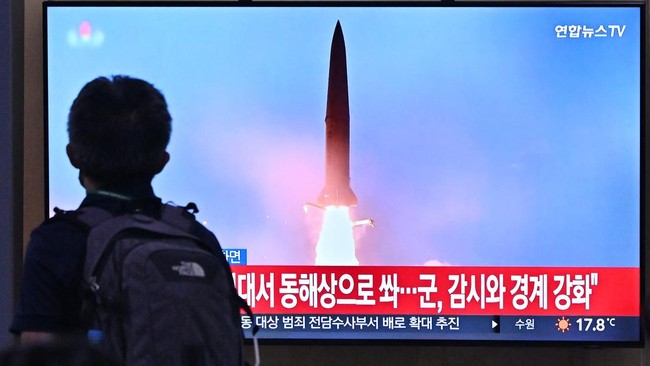 연합뉴스TV
대서 동해상으로 쏴…군, 감시와 경계 강화"
대상 범죄 전담수사부서 배로 확대 추진 ▶ 수원 17.8℃